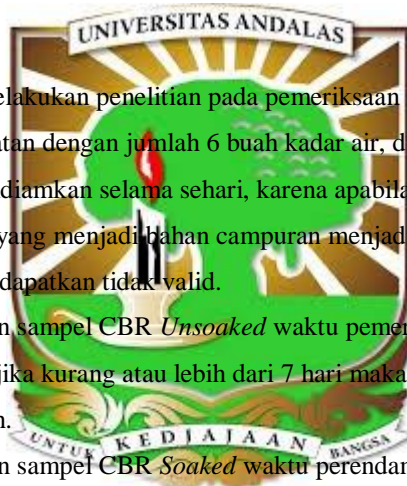 UNIVERSITAS ANDALAS
elakukan penelitian pada pemeriksaan
atan dengan jumlah 6 buah kadar air, d
diamkan selama sehari, karena apabila
yang menjadi bahan campuran menjad
dapatkan tidak valid.
n sampel CBR Unsoaked waktu pemer
jika kurang atau lebih dari 7 hari maka
n.
UNTUK KEDJAJAAN BANGSA
n sampel CBR Soaked waktu perendam